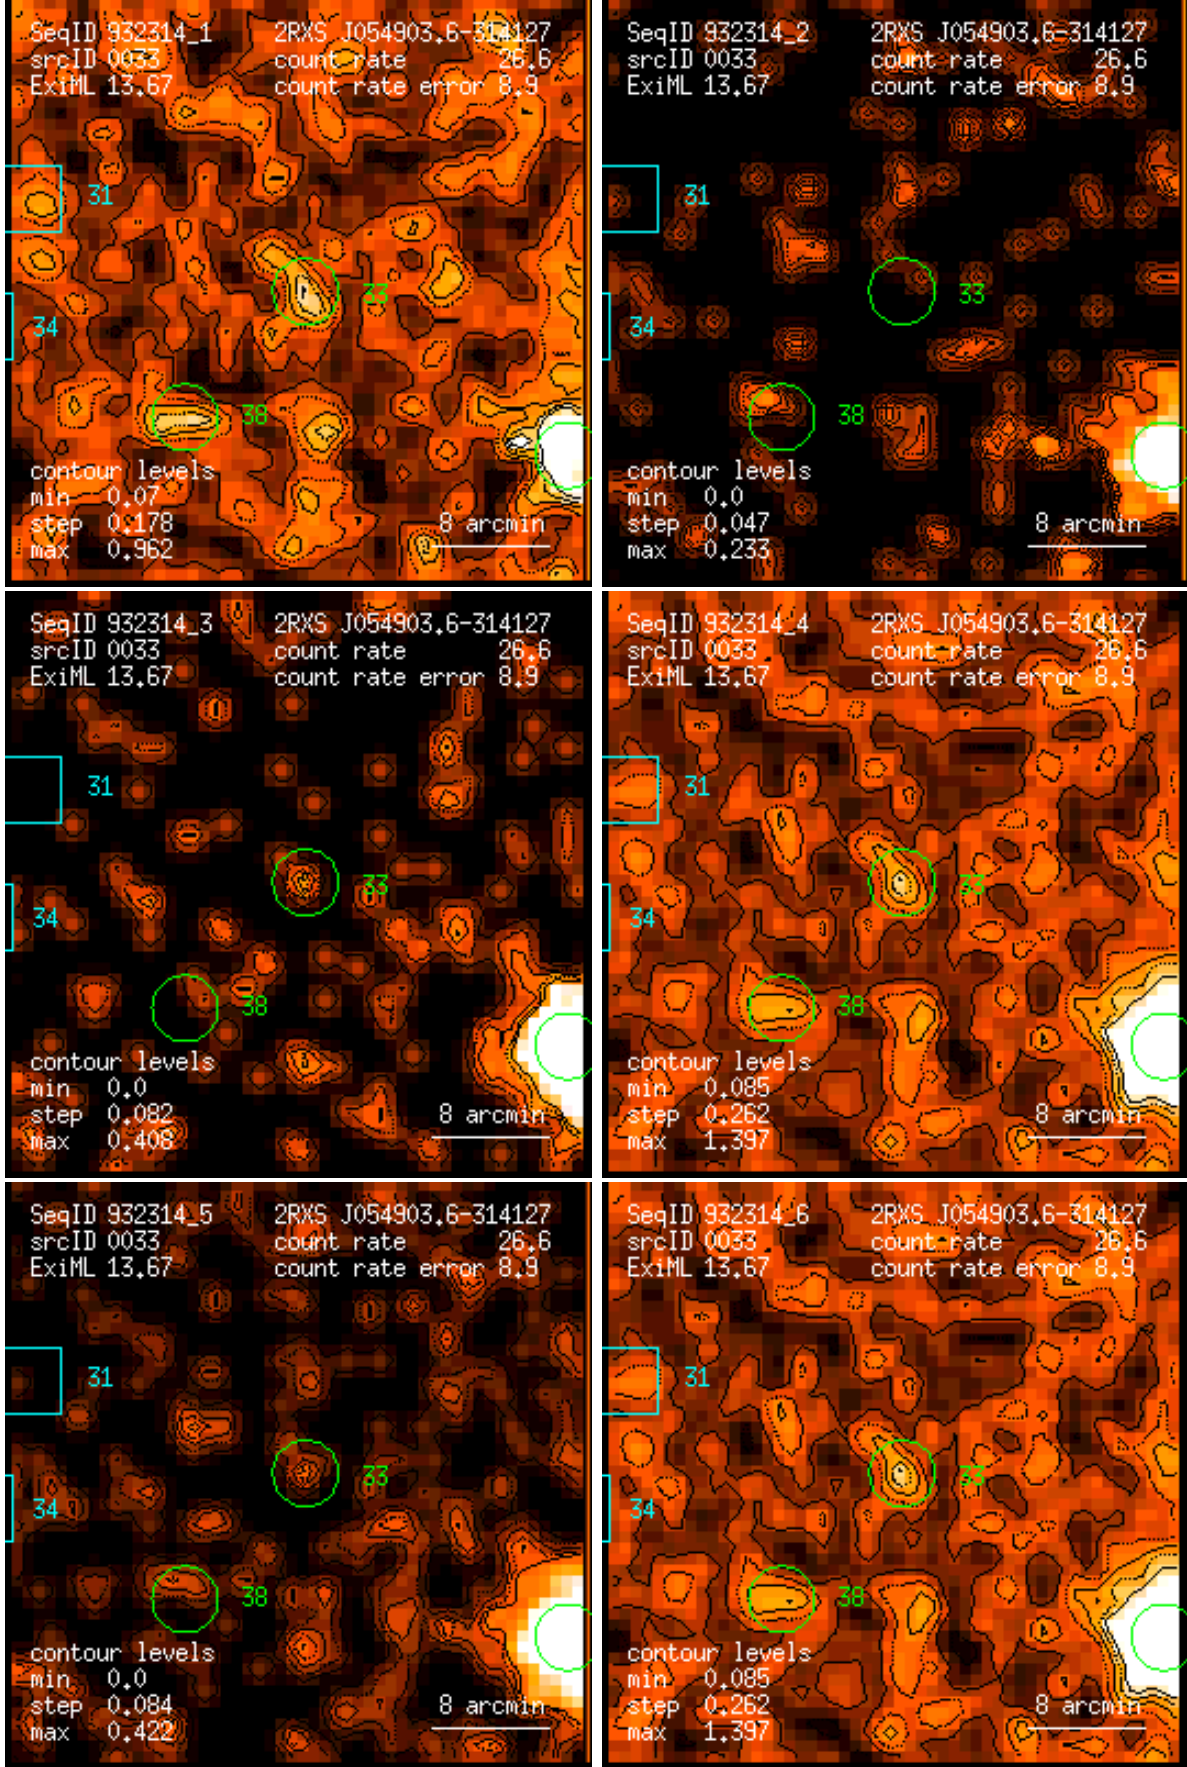 SeqID 932314_1 2RXS J054903.6-314127
srcID 0033 count rate 26.6
ExiML 13.67 count rate error 8.9
31
33
34
38
contour levels
min 0.07
step 0.178 8 arcmin
max 0.962
SeqID 932314_2 2RXS J054903.6-314127
srcID 0033 count rate 26.6
ExiML 13.67 count rate error 8.9
31
33
34
38
contour levels
min 0.0
step 0.047 8 arcmin
max 0.233
SeqID 932314_3 2RXS J054903.6-314127
srcID 0033 count rate 26.6
ExiML 13.67 count rate error 8.9
31
33
34
38
contour levels
min 0.0
step 0.082 8 arcmin
max 0.408
SeqID 932314_4 2RXS J054903.6-314127
srcID 0033 count rate 26.6
ExiML 13.67 count rate error 8.9
31
33
34
38
contour levels
min 0.085
step 0.262 8 arcmin
max 1.397
SeqID 932314_5 2RXS J054903.6-314127
srcID 0033 count rate 26.6
ExiML 13.67 count rate error 8.9
31
33
34
38
contour levels
min 0.0
step 0.084 8 arcmin
max 0.422
SeqID 932314_6 2RXS J054903.6-314127
srcID 0033 count rate 26.6
ExiML 13.67 count rate error 8.9
31
33
34
38
contour levels
min 0.085
step 0.262 8 arcmin
max 1.397